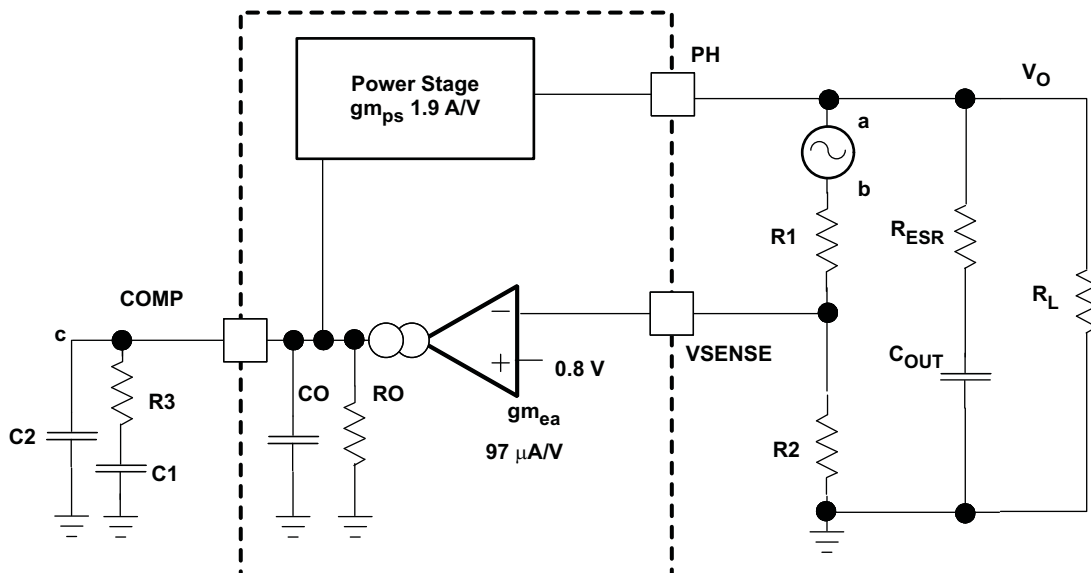 Power Stage
gm_ps 1.9 A/V
PH
V_O
a
b
R1
R_ESR
R_L
COMP
c
VSENSE
C_OUT
R3
CO
RO
− 
+
0.8 V
gm_ea
97 μA/V
C2
C1
R2